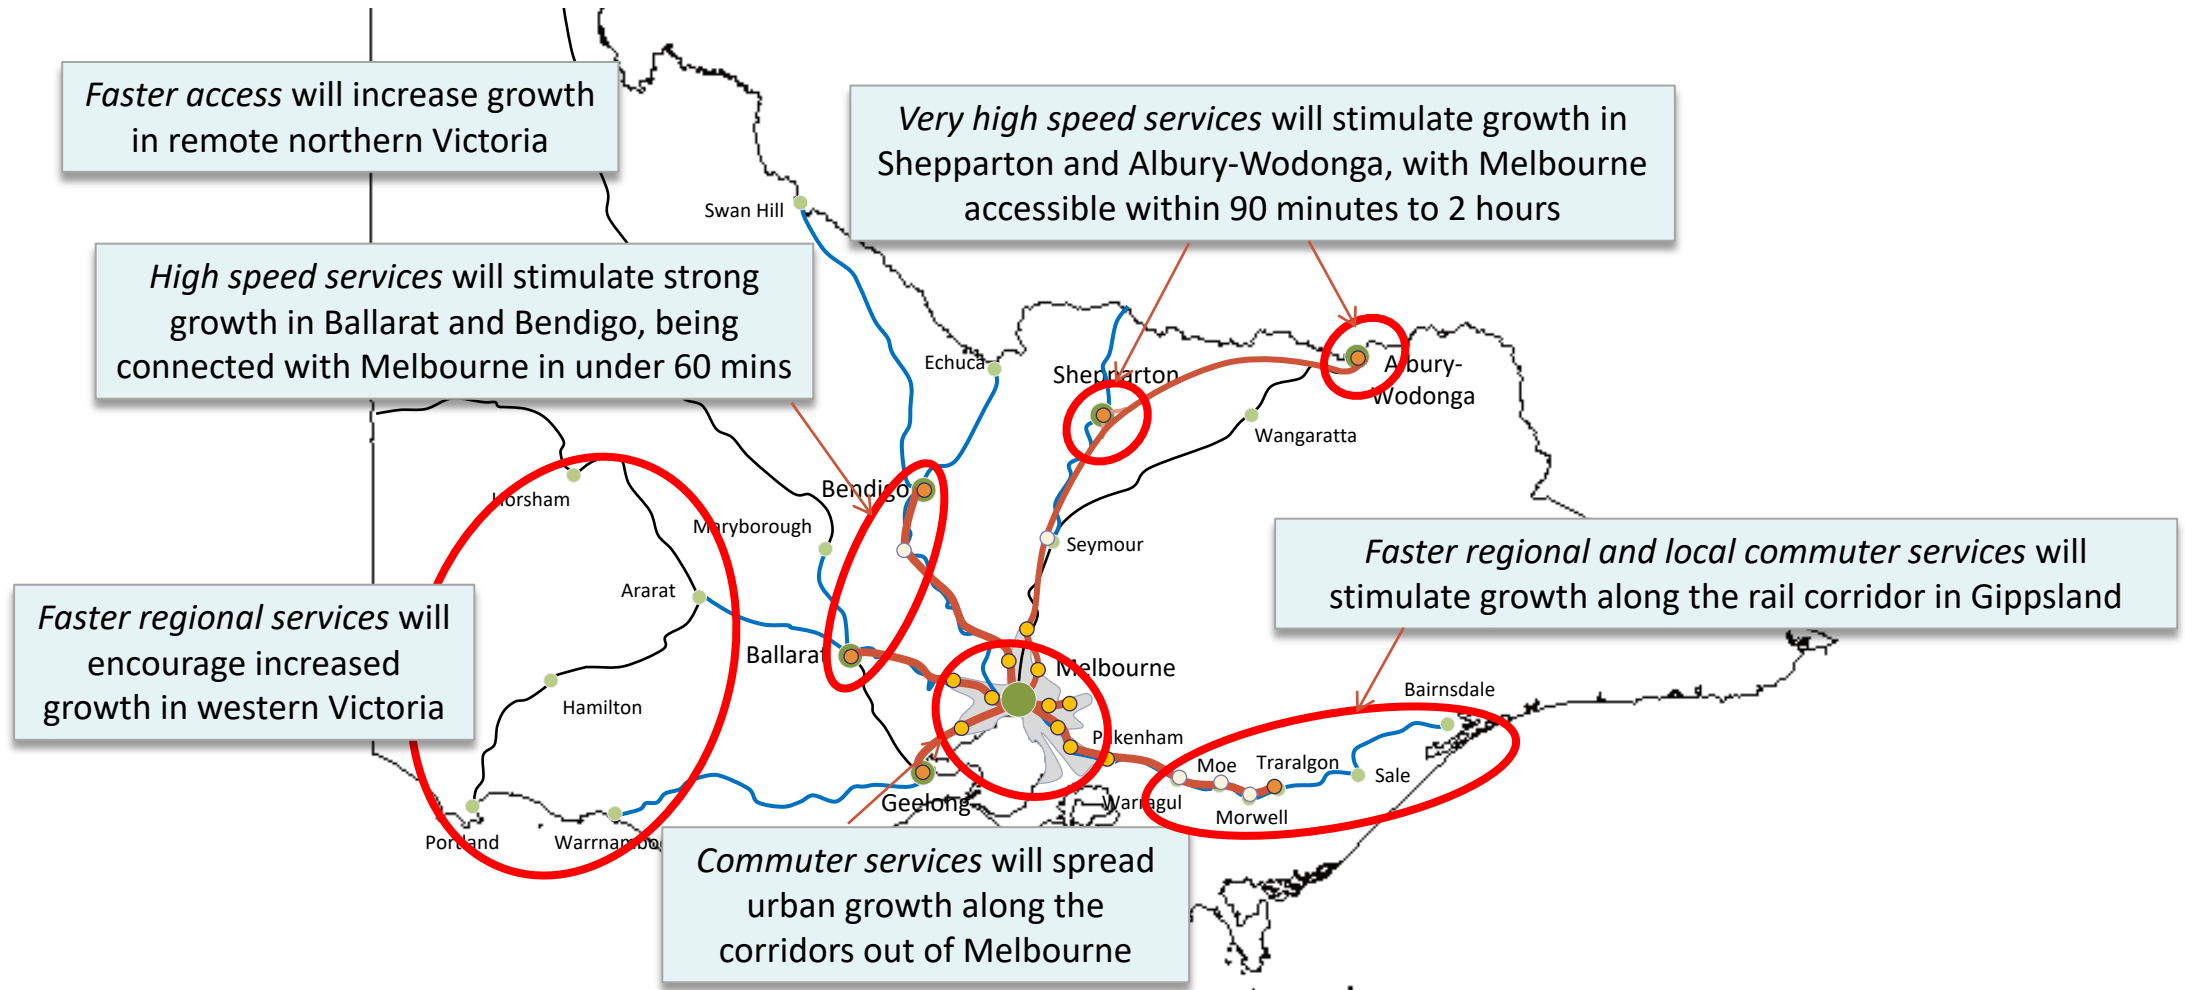 Faster access will increase growth
in remote northern Victoria
Very high speed services will stimulate growth in
Shepparton and Albury-Wodonga, with Melbourne
accessible within 90 minutes to 2 hours
Swan Hill
High speed services will stimulate strong
growth in Ballarat and Bendigo, being
connected with Melbourne in under 60 mins
Echuca
Shepparton
Albury-
Wodonga
Wangaratta
Horsham
Bendigo
Maryborough
Seymour
Faster regional and local commuter services will
stimulate growth along the rail corridor in Gippsland
Ararat
Faster regional services will
encourage increased
growth in western Victoria
Ballarat
Melbourne
Hamilton
Bairnsdale
Pakenham
Moe
Traralgon
Sale
Geelong
Warragul
Morwell
Portland
Warrnambo
Commuter services will spread
urban growth along the
corridors out of Melbourne